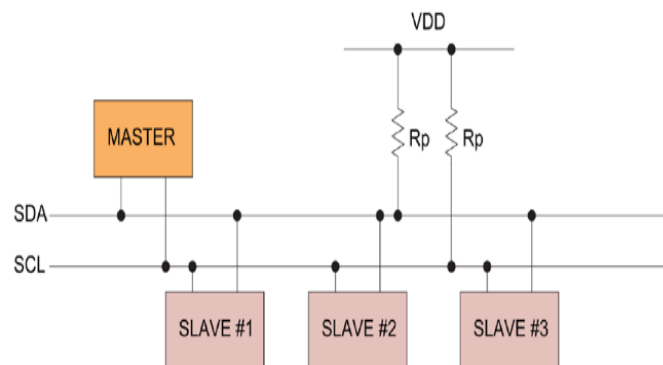 VDD
MASTER
Rp
Rp
SDA
SCL
SLAVE #1
SLAVE #2
SLAVE #3